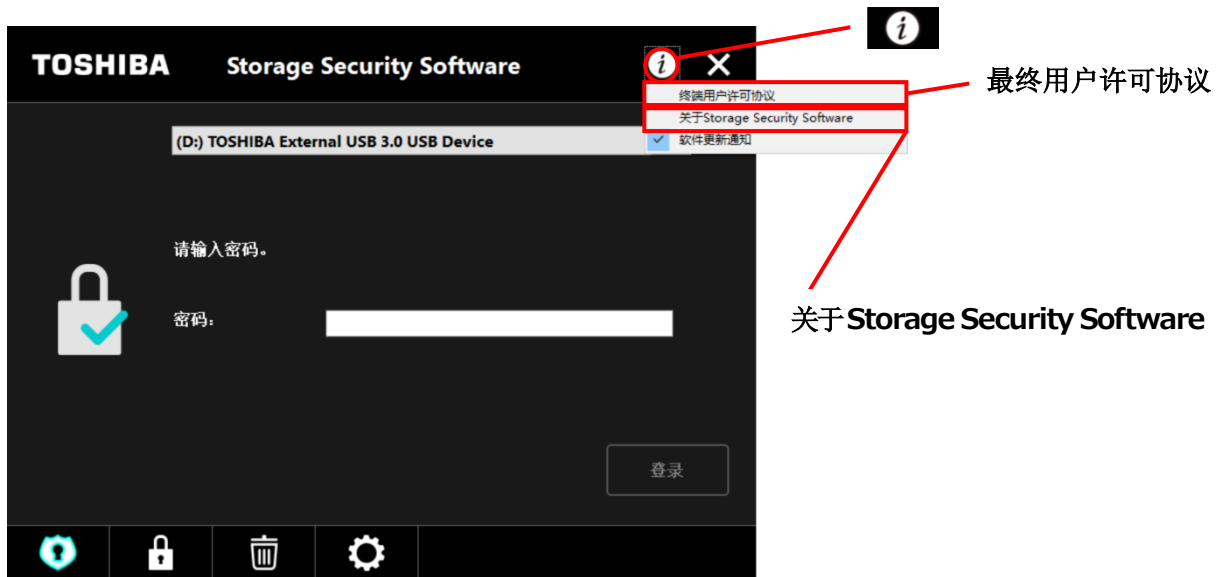 TOSHIBA Storage Security Software
最终用户许可协议
终端用户许可协议
关于Storage Security Software
软件更新通知
(D:) TOSHIBA External USB 3.0 USB Device
请输入密码。
密码:
关于Storage Security Software
登录